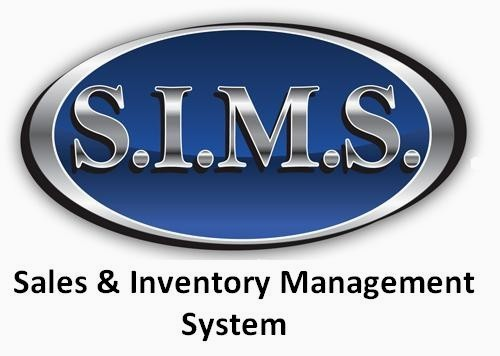 S.I.M.S.
Sales & Inventory Management
System